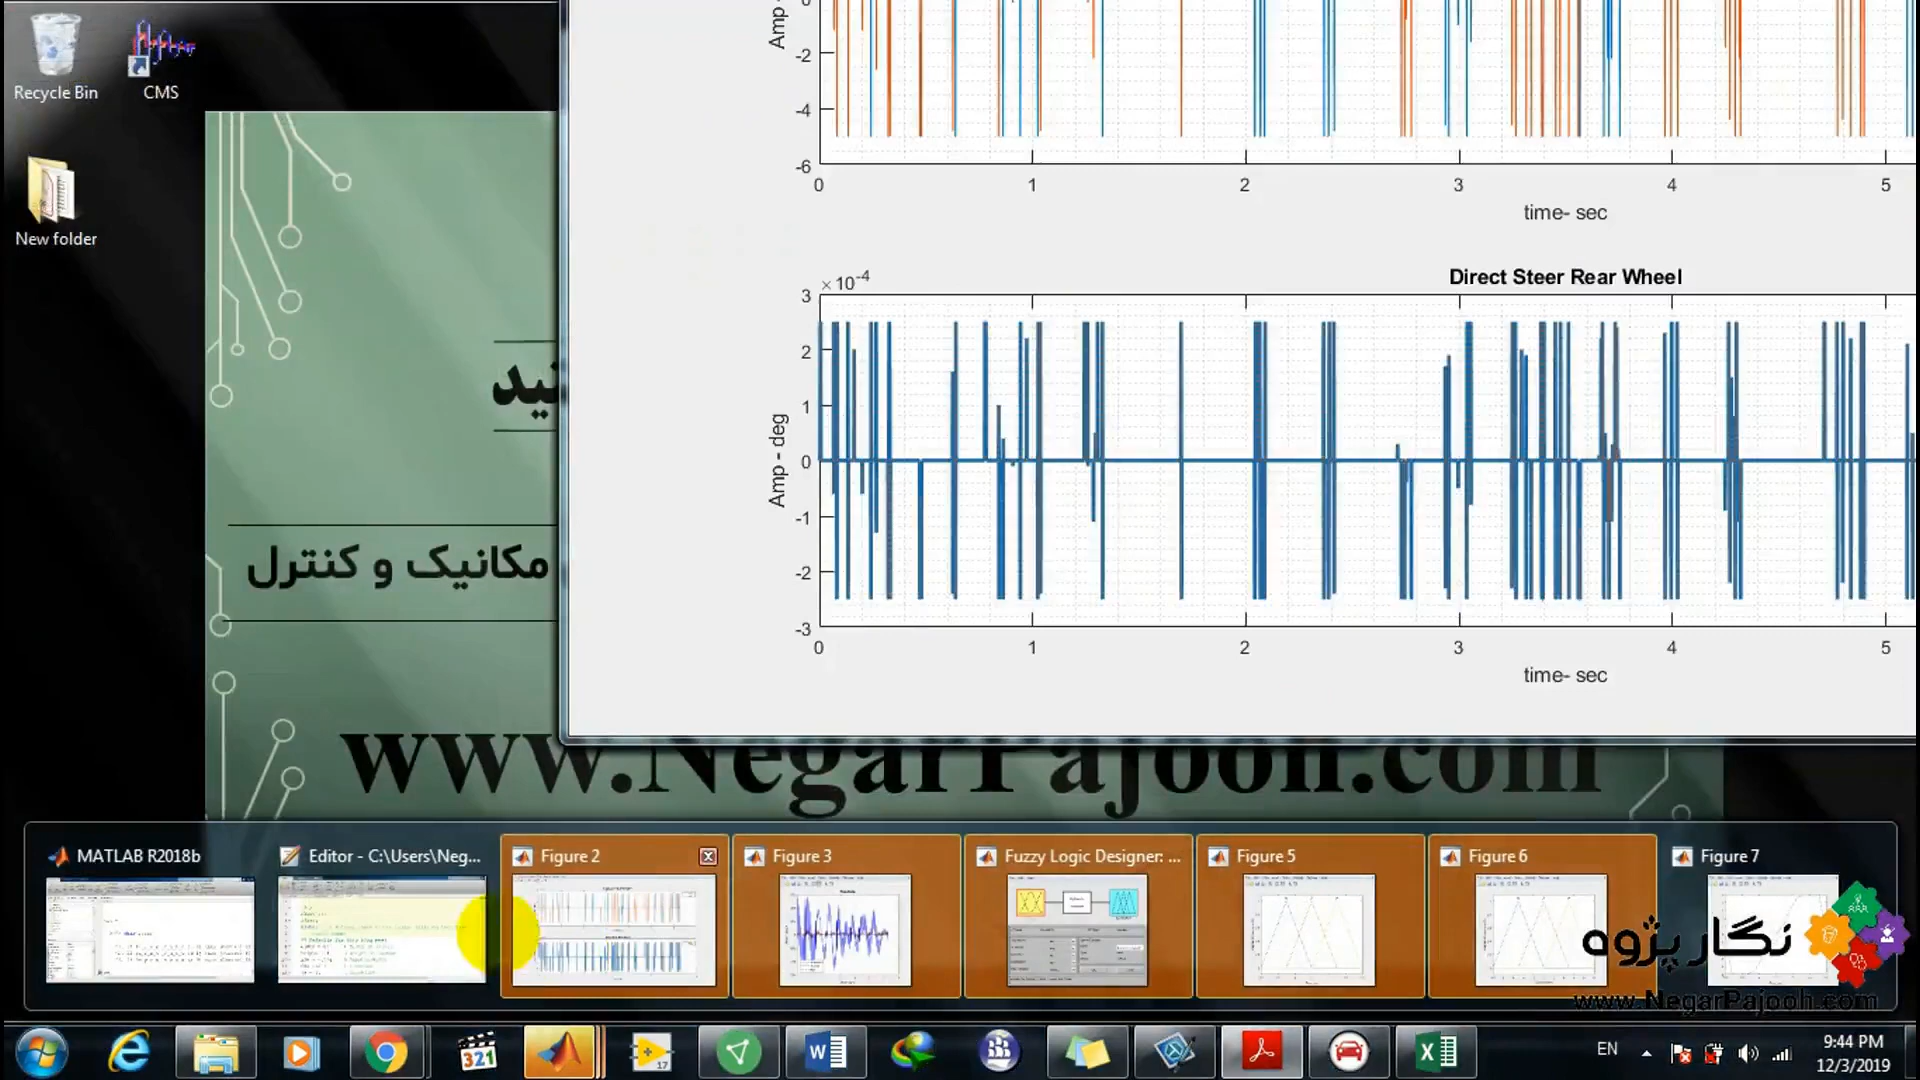 Recycle Bin
CMS
New folder
Amp
-2
-4
-6
0 1 2 3 4 5
time- sec
Direct Steer Rear Wheel
×10-4
3
2
1
0
-1
-2
-3
Amp - deg
0 1 2 3 4 5
time- sec
مکانیک و کنترل
www.NegarPajooh.com
MATLAB R2018b
Editor - C:\Users\Neg...
Figure 2
Figure 3
Fuzzy Logic Designer: ...
Figure 5
Figure 6
Figure 7
نگار پژوه
www.NegarPajooh.com
321
17
W
EN
9:44 PM
12/3/2019